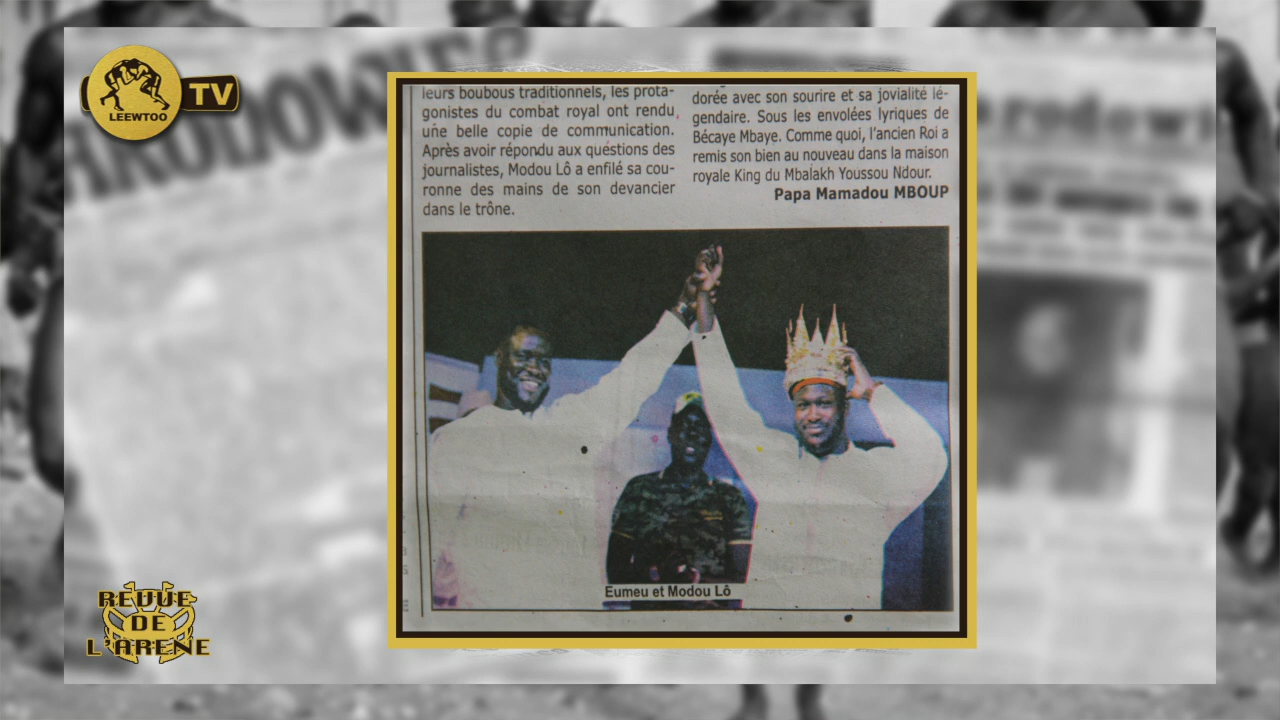 LEEWTOO
TV
leurs boubous traditionnels, les prota-
gonistes du combat royal ont rendu
une belle copie de communication.
Après avoir répondu aux questions des
journalistes, Modou Lô a enfilé sa cou-
ronne des mains de son devancier
dans le trône.
dorée avec son sourire et sa jovialité lé-
gendaire. Sous les envolées lyriques de
Bécaye Mbaye. Comme quoi, l'ancien Roi a
remis son bien au nouveau dans la maison
royale King du Mbalakh Youssou Ndour.
Papa Mamadou MBOUP
Eumeu et Modou Lô
REVUE
DE
L'ARENE